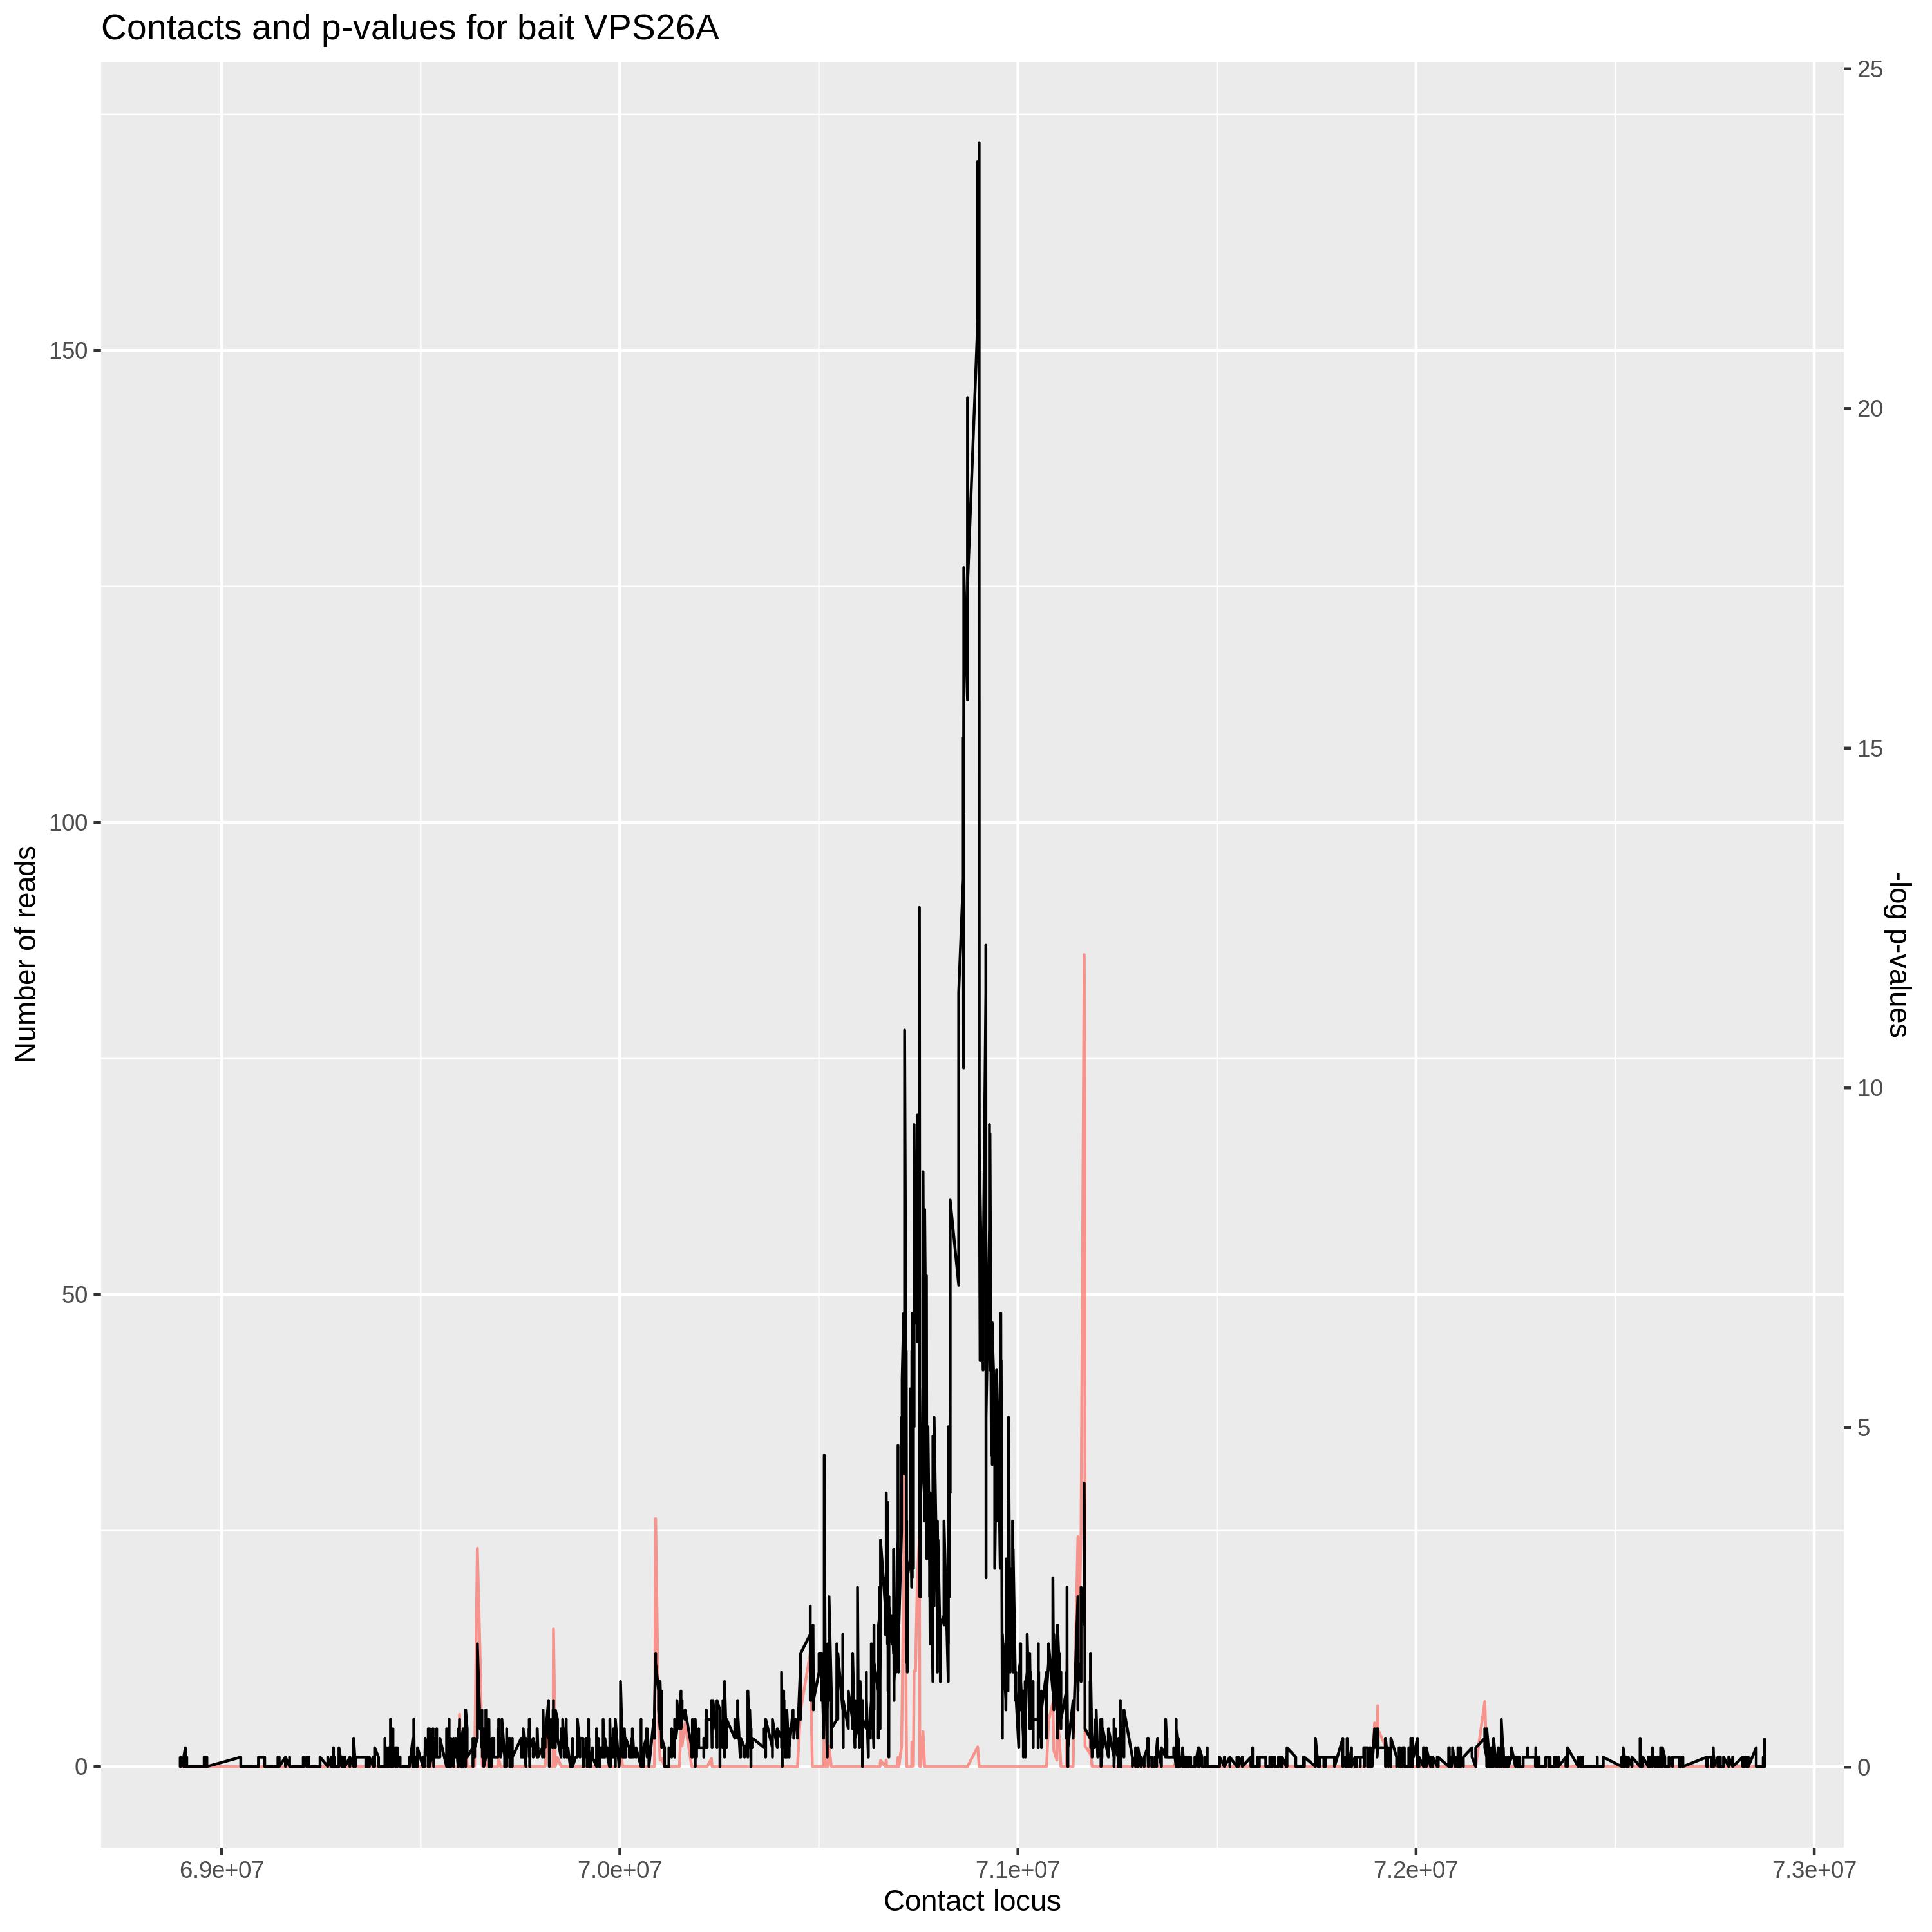 Contacts and p-values for bait VPS26A
25
150
20
15
100
Number of reads
-log p-values
10
50
5
0
0
6.9e+07
7.0e+07
7.1e+07
7.2e+07
7.3e+07
Contact locus